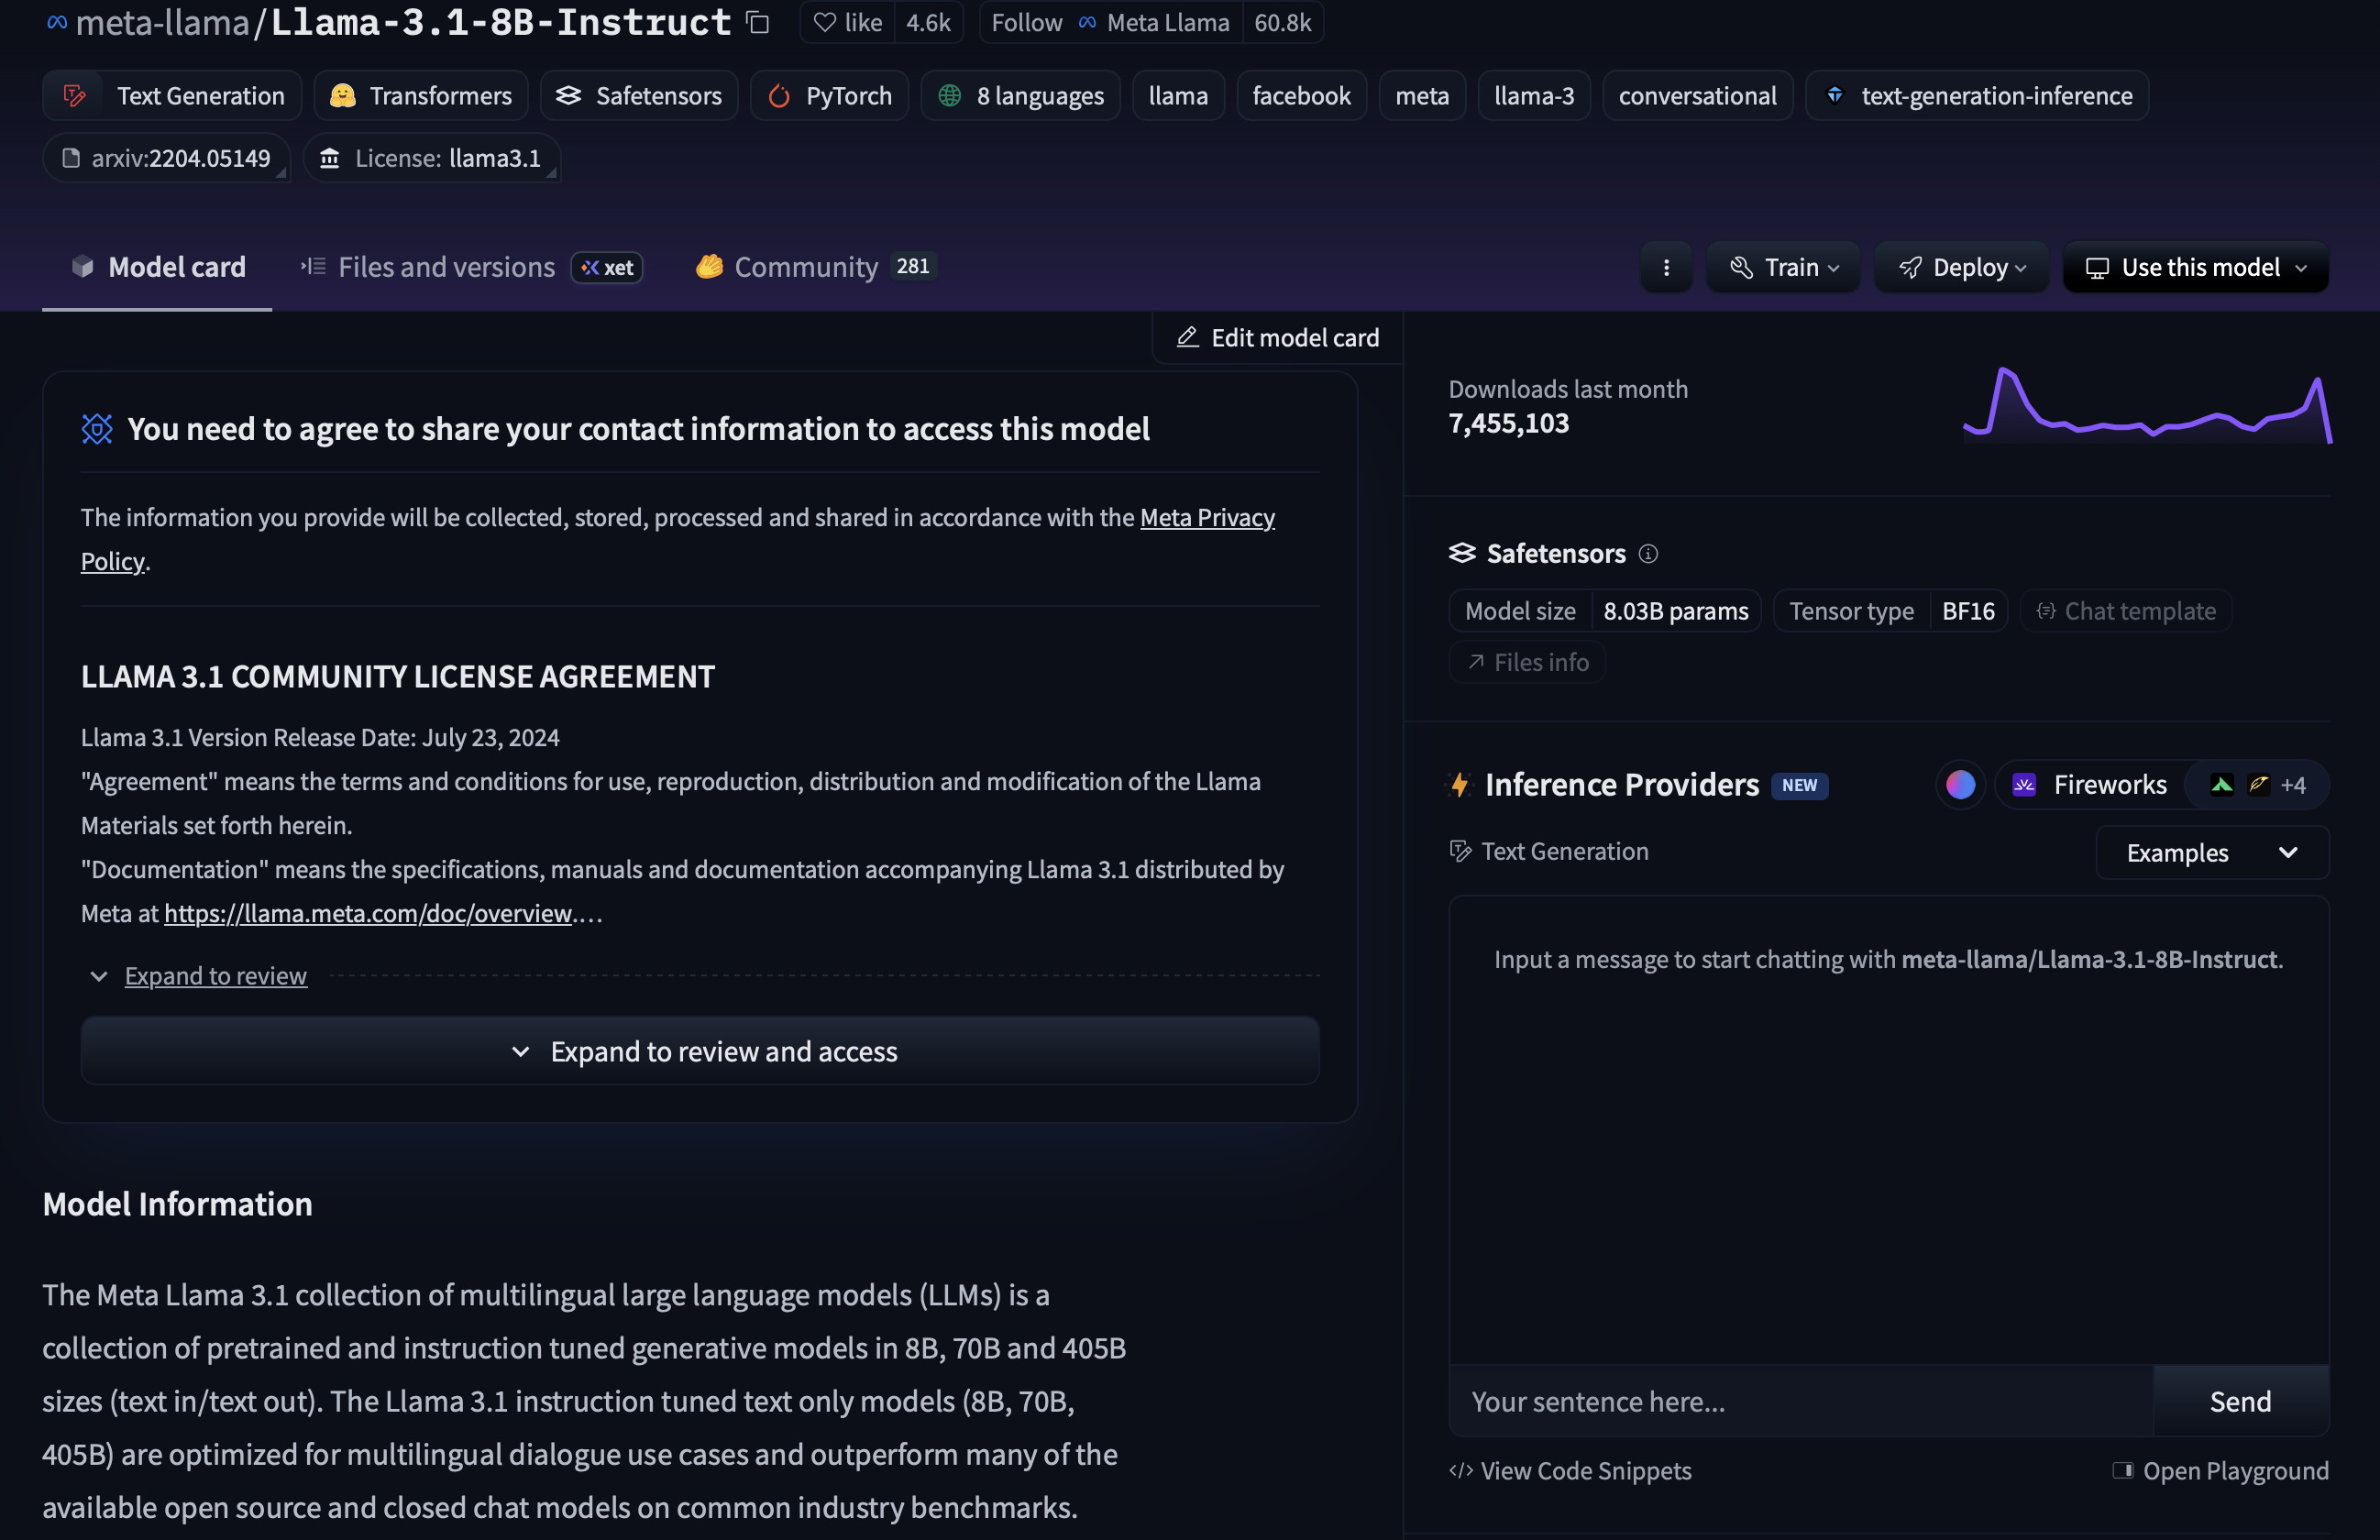 meta-llama/Llama-3.1-8B-Instruct like 4.6k Follow Meta Llama 60.8k
Text Generation Transformers Safetensors PyTorch 8 languages llama facebook meta llama-3 conversational text-generation-inference
arxiv:2204.05149 License: llama3.1
Model card Files and versions xet Community 281 Train Deploy Use this model
Edit model card
You need to agree to share your contact information to access this model
The information you provide will be collected, stored, processed and shared in accordance with the Meta Privacy
Policy.
LLAMA 3.1 COMMUNITY LICENSE AGREEMENT
Llama 3.1 Version Release Date: July 23, 2024
"Agreement" means the terms and conditions for use, reproduction, distribution and modification of the Llama
Materials set forth herein.
"Documentation" means the specifications, manuals and documentation accompanying Llama 3.1 distributed by
Meta at https://llama.meta.com/doc/overview.…
Expand to review
Expand to review and access
Model Information
The Meta Llama 3.1 collection of multilingual large language models (LLMs) is a
collection of pretrained and instruction tuned generative models in 8B, 70B and 405B
sizes (text in/text out). The Llama 3.1 instruction tuned text only models (8B, 70B,
405B) are optimized for multilingual dialogue use cases and outperform many of the
available open source and closed chat models on common industry benchmarks.
Downloads last month
7,455,103
Safetensors
Model size 8.03B params Tensor type BF16 Chat template
Files info
Inference Providers NEW Fireworks +4
Text Generation Examples
Input a message to start chatting with meta-llama/Llama-3.1-8B-Instruct.
Your sentence here... Send
View Code Snippets Open Playground